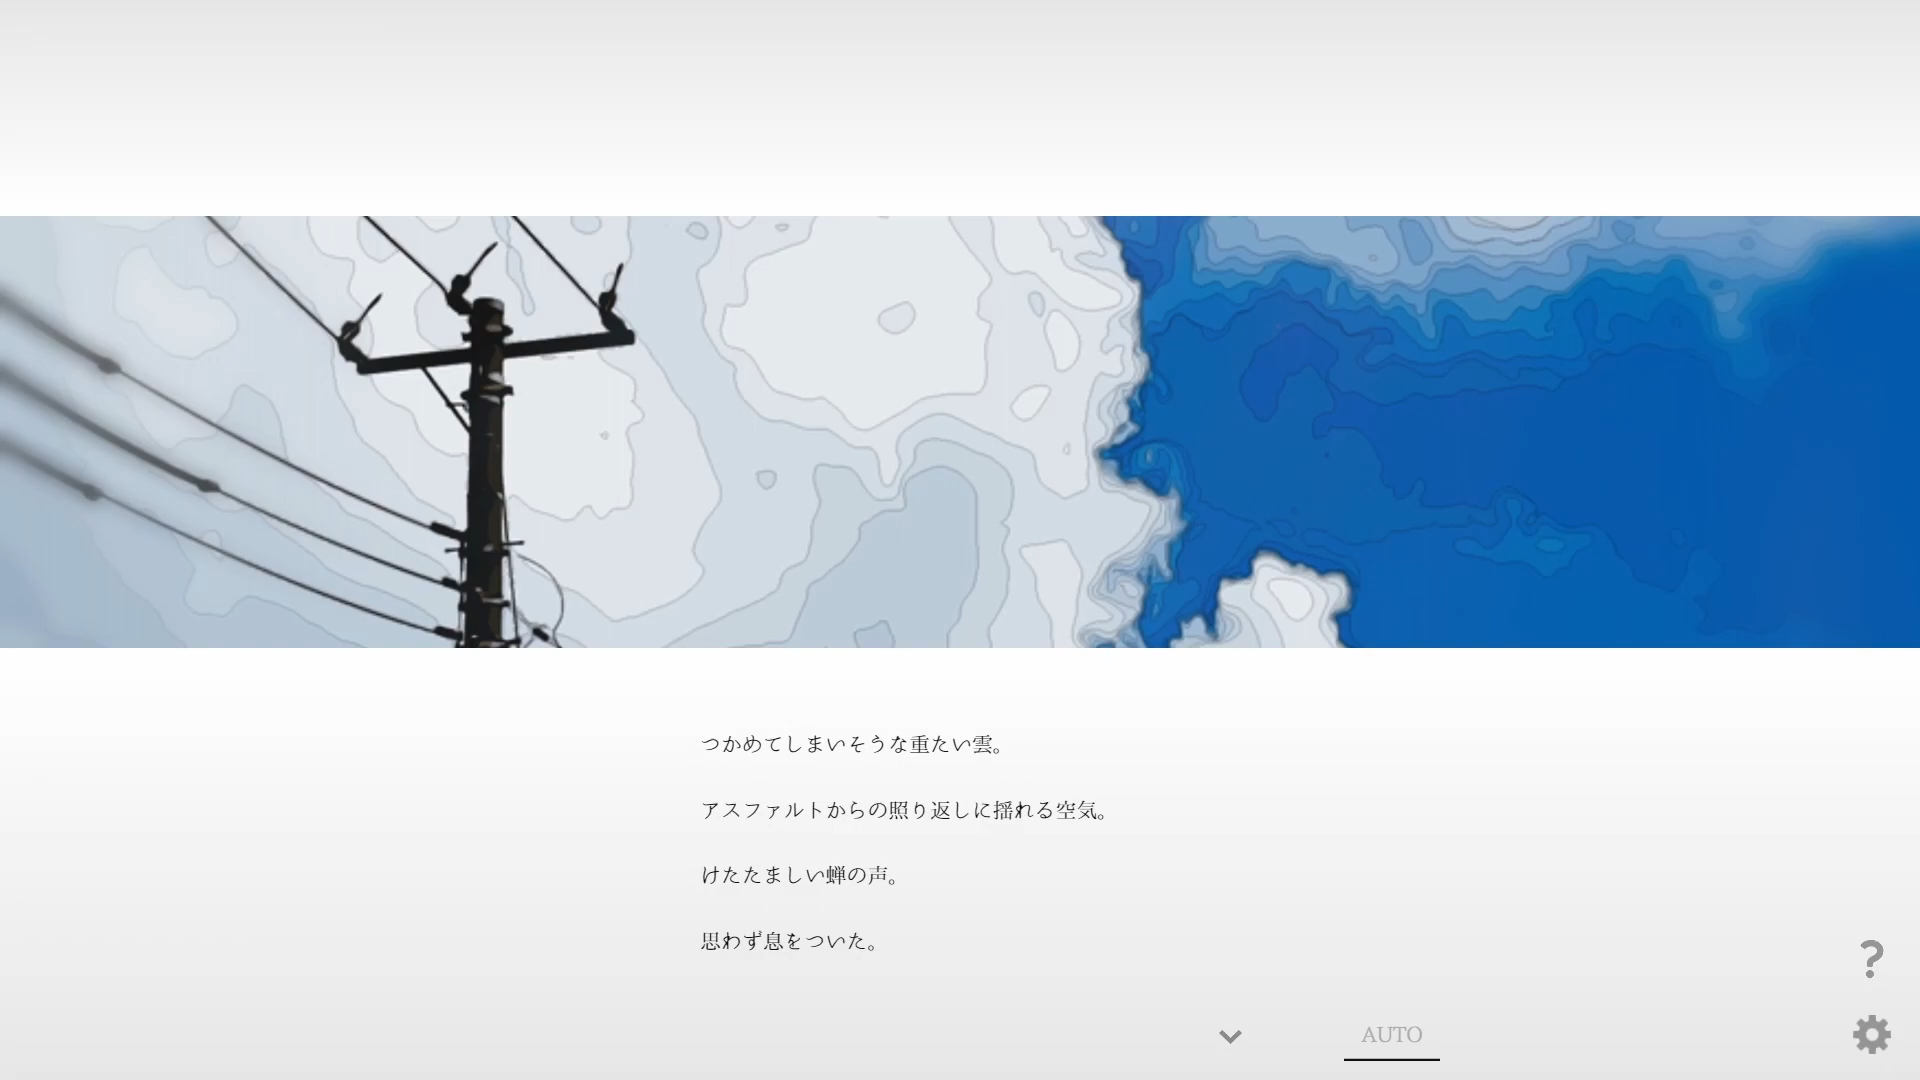 つかめてしまいそうな重たい雲。
アスファルトからの照り返しに揺れる空気。
けたたましい蝉の声。
思わず息をついた。
?
AUTO